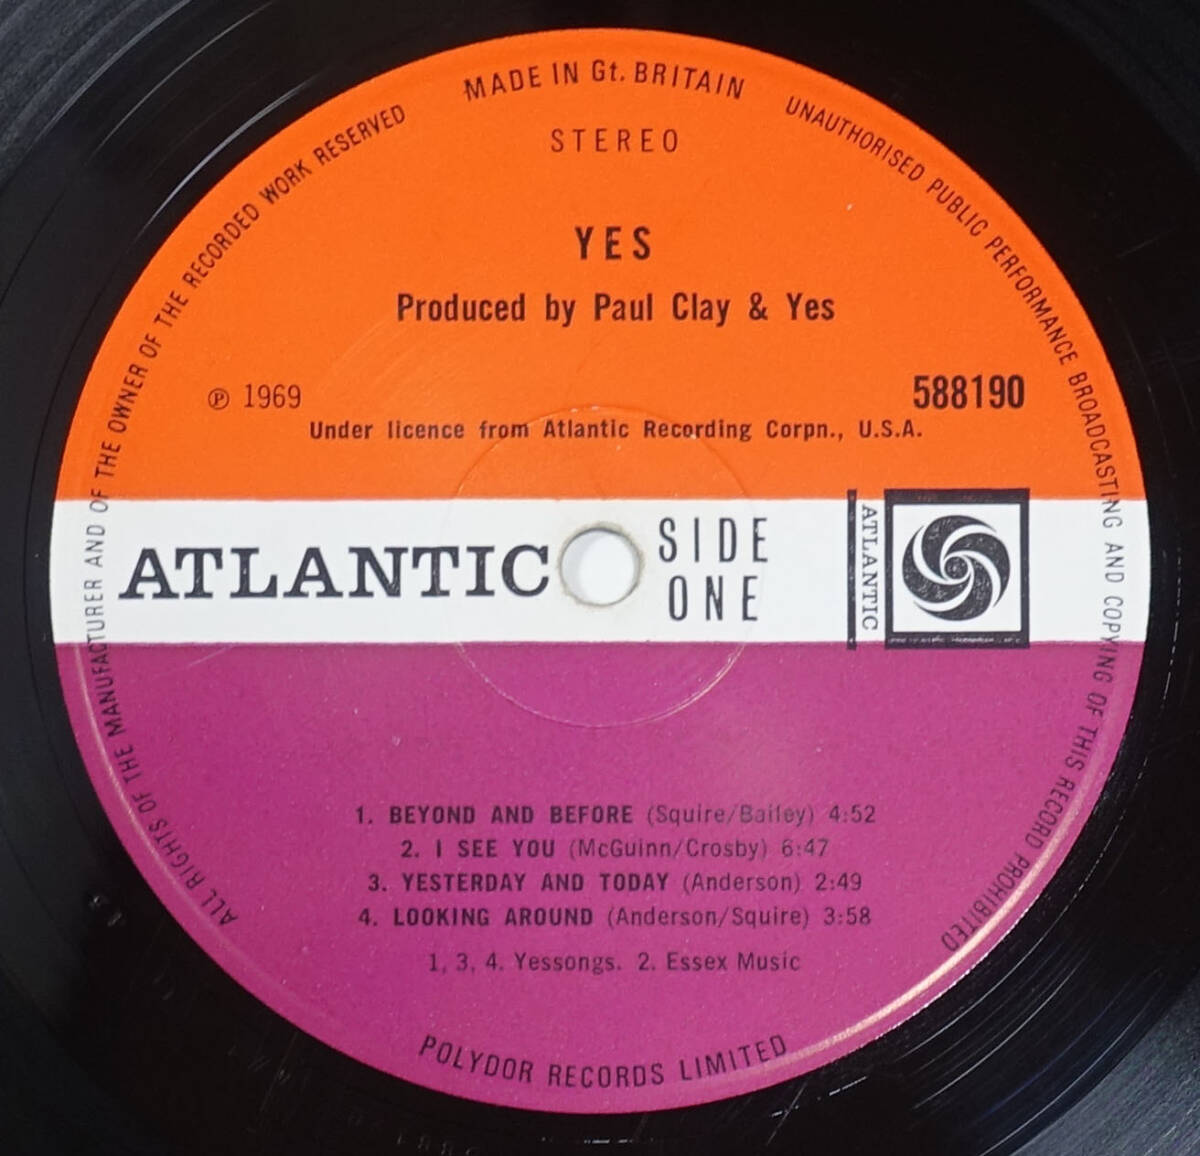 MADE IN Gt. BRITAIN
UNAUTHORISED PUBLIC PERFORMANCE BROADCASTING AND COPYING OF THIS RECORD PROHIBITED
ALL RIGHTS OF THE MANUFACTURER AND OF THE OWNER OF THE RECORDED WORK RESERVED
STEREO
YES
Produced by Paul Clay & Yes
℗ 1969
588190
Under licence from Atlantic Recording Corpn., U.S.A.
ATLANTIC
SIDE
ONE
ATLANTIC
1. BEYOND AND BEFORE (Squire/Bailey) 4:52
2. I SEE YOU (McGuinn/Crosby) 6:47
3. YESTERDAY AND TODAY (Anderson) 2:49
4. LOOKING AROUND (Anderson/Squire) 3:58
1, 3, 4. Yessongs. 2. Essex Music
POLYDOR RECORDS LIMITED